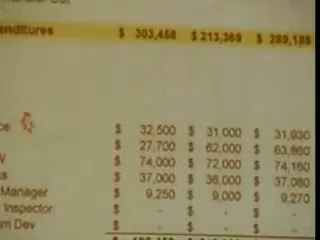 enditures $ 303,458 $ 213,369 $ 289,185
ce $ 32,500 $ 31,000 $ 31,930
$ 27,700 $ 62,000 $ 63,860
$ 74,000 $ 72,000 $ 74,160
s $ 37,000 $ 36,000 $ 37,080
Manager $ 9,250 $ 9,000 $ 9,270
Inspector $ - $ - $ -
m Dev $ - $ - $ -